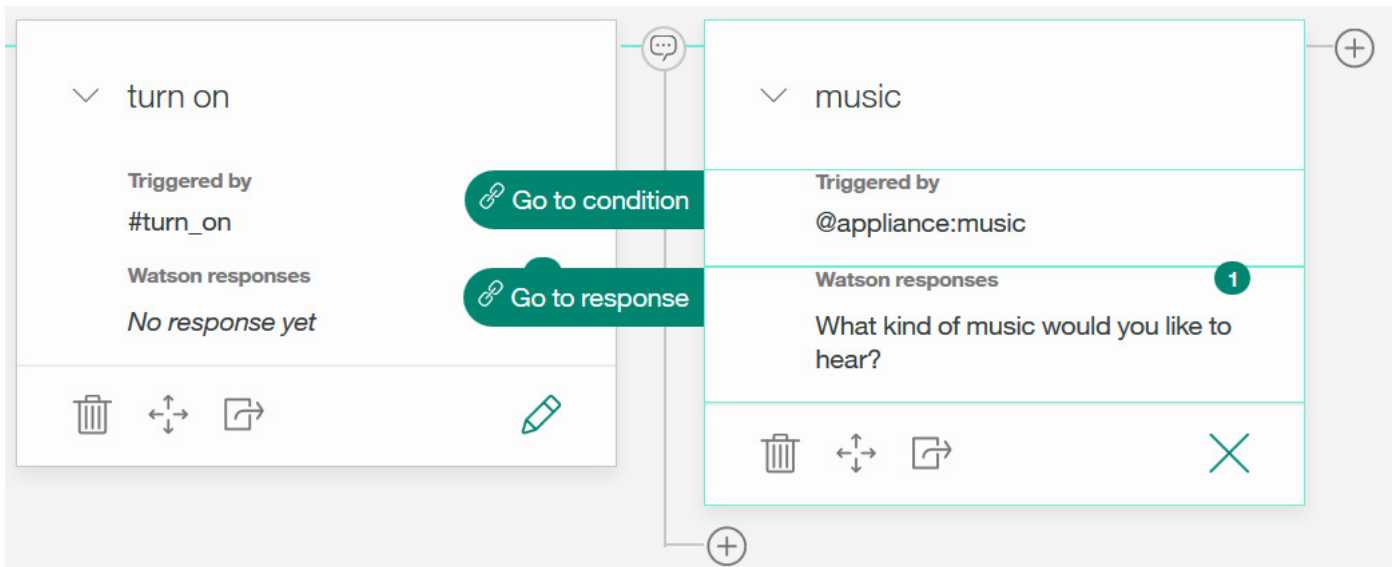 turn on
Triggered by
#turn_on
Watson responses
No response yet
Go to condition
Go to response
music
Triggered by
@appliance:music
Watson responses
1
What kind of music would you like to
hear?